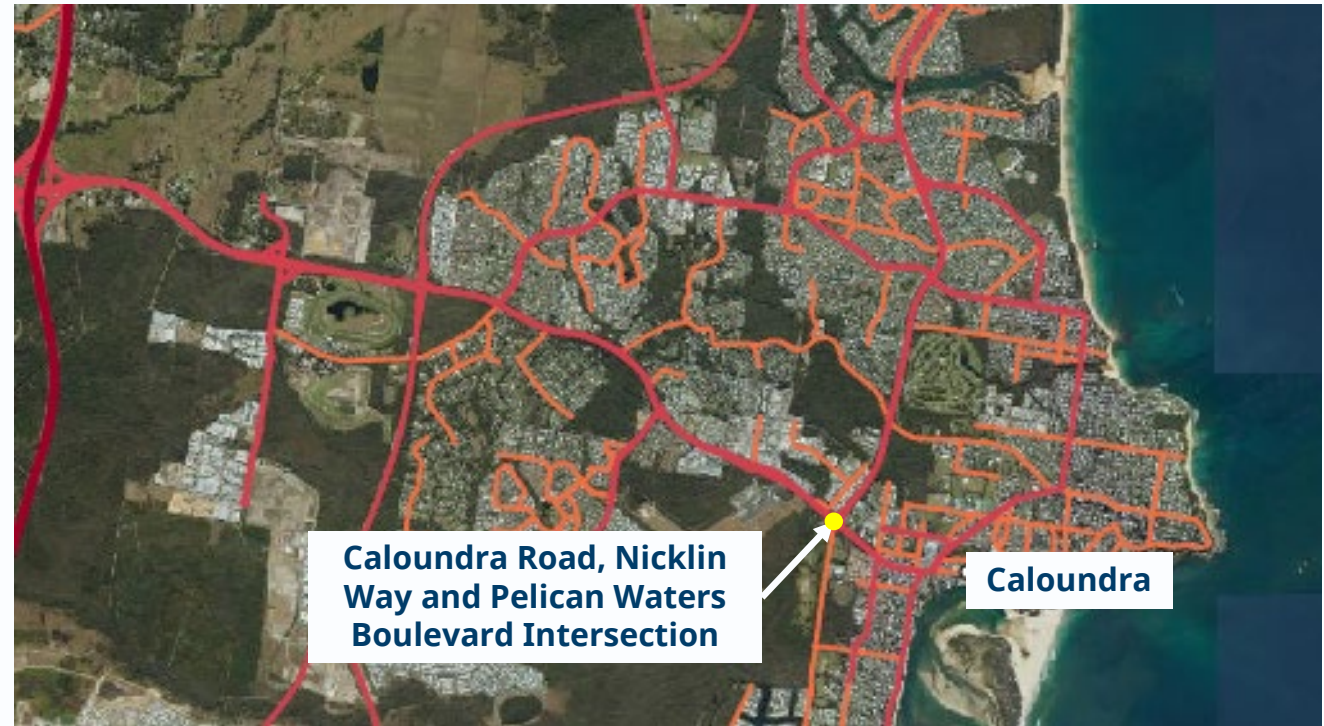 Caloundra Road, Nicklin
Way and Pelican Waters
Boulevard Intersection
Caloundra